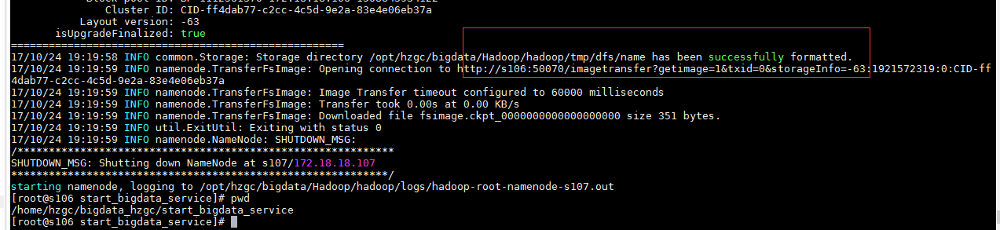 Cluster ID: CID-ff4dab77-c2cc-4c5d-9e2a-83e4e06eb37a
Layout version: -63
isUpgradeFinalized: true
=====================================================
17/10/24 19:19:58 INFO common.Storage: Storage directory /opt/hzgc/bigdata/Hadoop/hadoop/tmp/dfs/name has been successfully formatted.
17/10/24 19:19:59 INFO namenode.TransferFsImage: Opening connection to http://s106:50070/imagetransfer?getimage=1&txid=0&storageInfo=-63:1921572319:0:CID-ff
4dab77-c2cc-4c5d-9e2a-83e4e06eb37a
17/10/24 19:19:59 INFO namenode.TransferFsImage: Image Transfer timeout configured to 60000 milliseconds
17/10/24 19:19:59 INFO namenode.TransferFsImage: Transfer took 0.00s at 0.00 KB/s
17/10/24 19:19:59 INFO namenode.TransferFsImage: Downloaded file fsimage.ckpt_0000000000000000000 size 351 bytes.
17/10/24 19:19:59 INFO util.ExitUtil: Exiting with status 0
17/10/24 19:19:59 INFO namenode.NameNode: SHUTDOWN_MSG:
/************************************************************
SHUTDOWN_MSG: Shutting down NameNode at s107/172.18.18.107
************************************************************/
starting namenode, logging to /opt/hzgc/bigdata/Hadoop/hadoop/logs/hadoop-root-namenode-s107.out
[root@s106 start_bigdata_service]# pwd
/home/hzgc/bigdata_hzgc/start_bigdata_service
[root@s106 start_bigdata_service]#